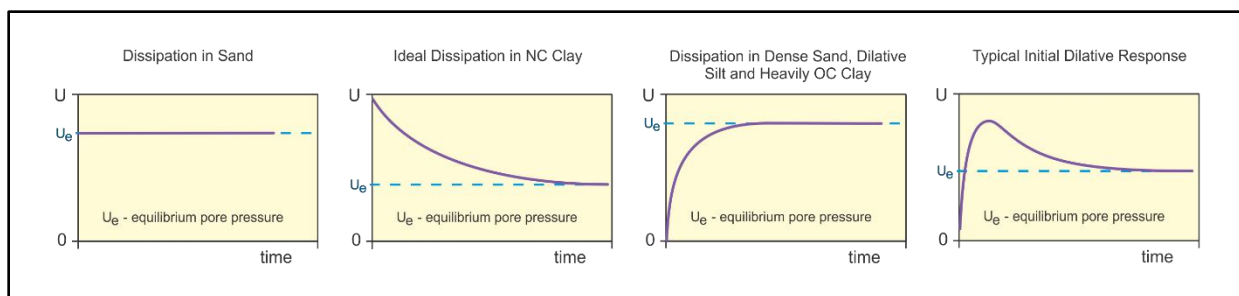 Dissipation in Sand
U
Ue
0
Ue - equilibrium pore pressure
time
Ideal Dissipation in NC Clay
U
Ue
0
Ue - equilibrium pore pressure
time
Dissipation in Dense Sand, Dilative
Silt and Heavily OC Clay
U
Ue
0
Ue - equilibrium pore pressure
time
Typical Initial Dilative Response
U
Ue
0
Ue - equilibrium pore pressure
time